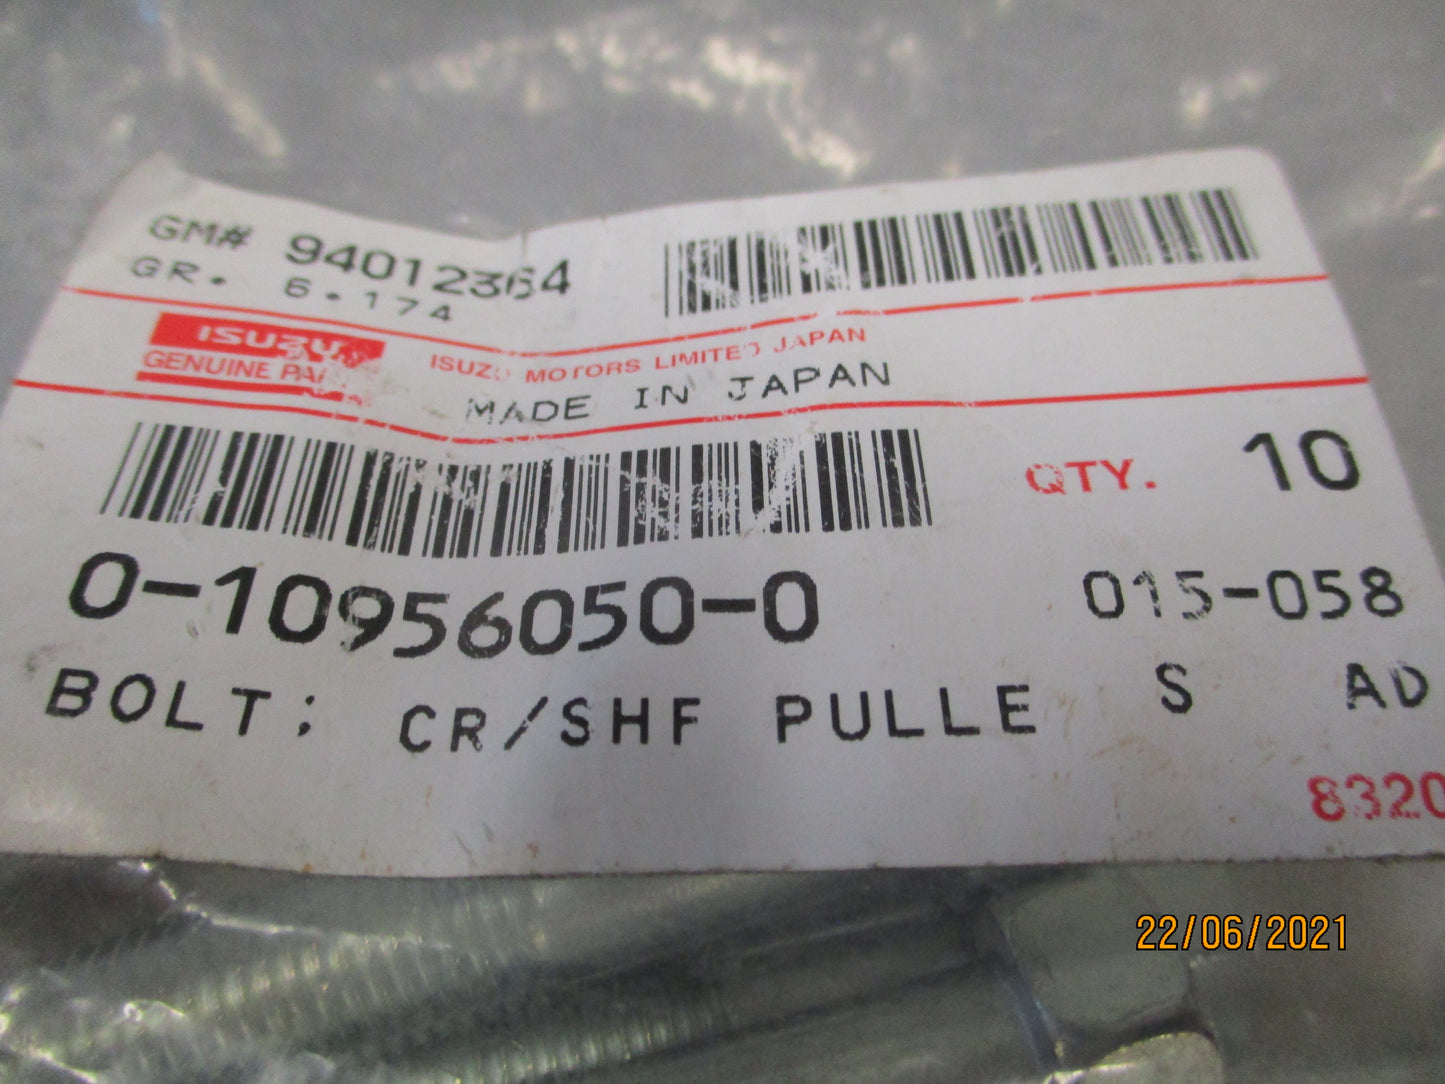 GM# 94012364
GR. 6.174
ISUZU
GENUINE
ISUZU MOTORS LIMITED JAPAN
MADE IN JAPAN
QTY. 10
0-10956050-0
015-058
BOLT; CR/SHF PULLE S AD
8320
22/06/2021